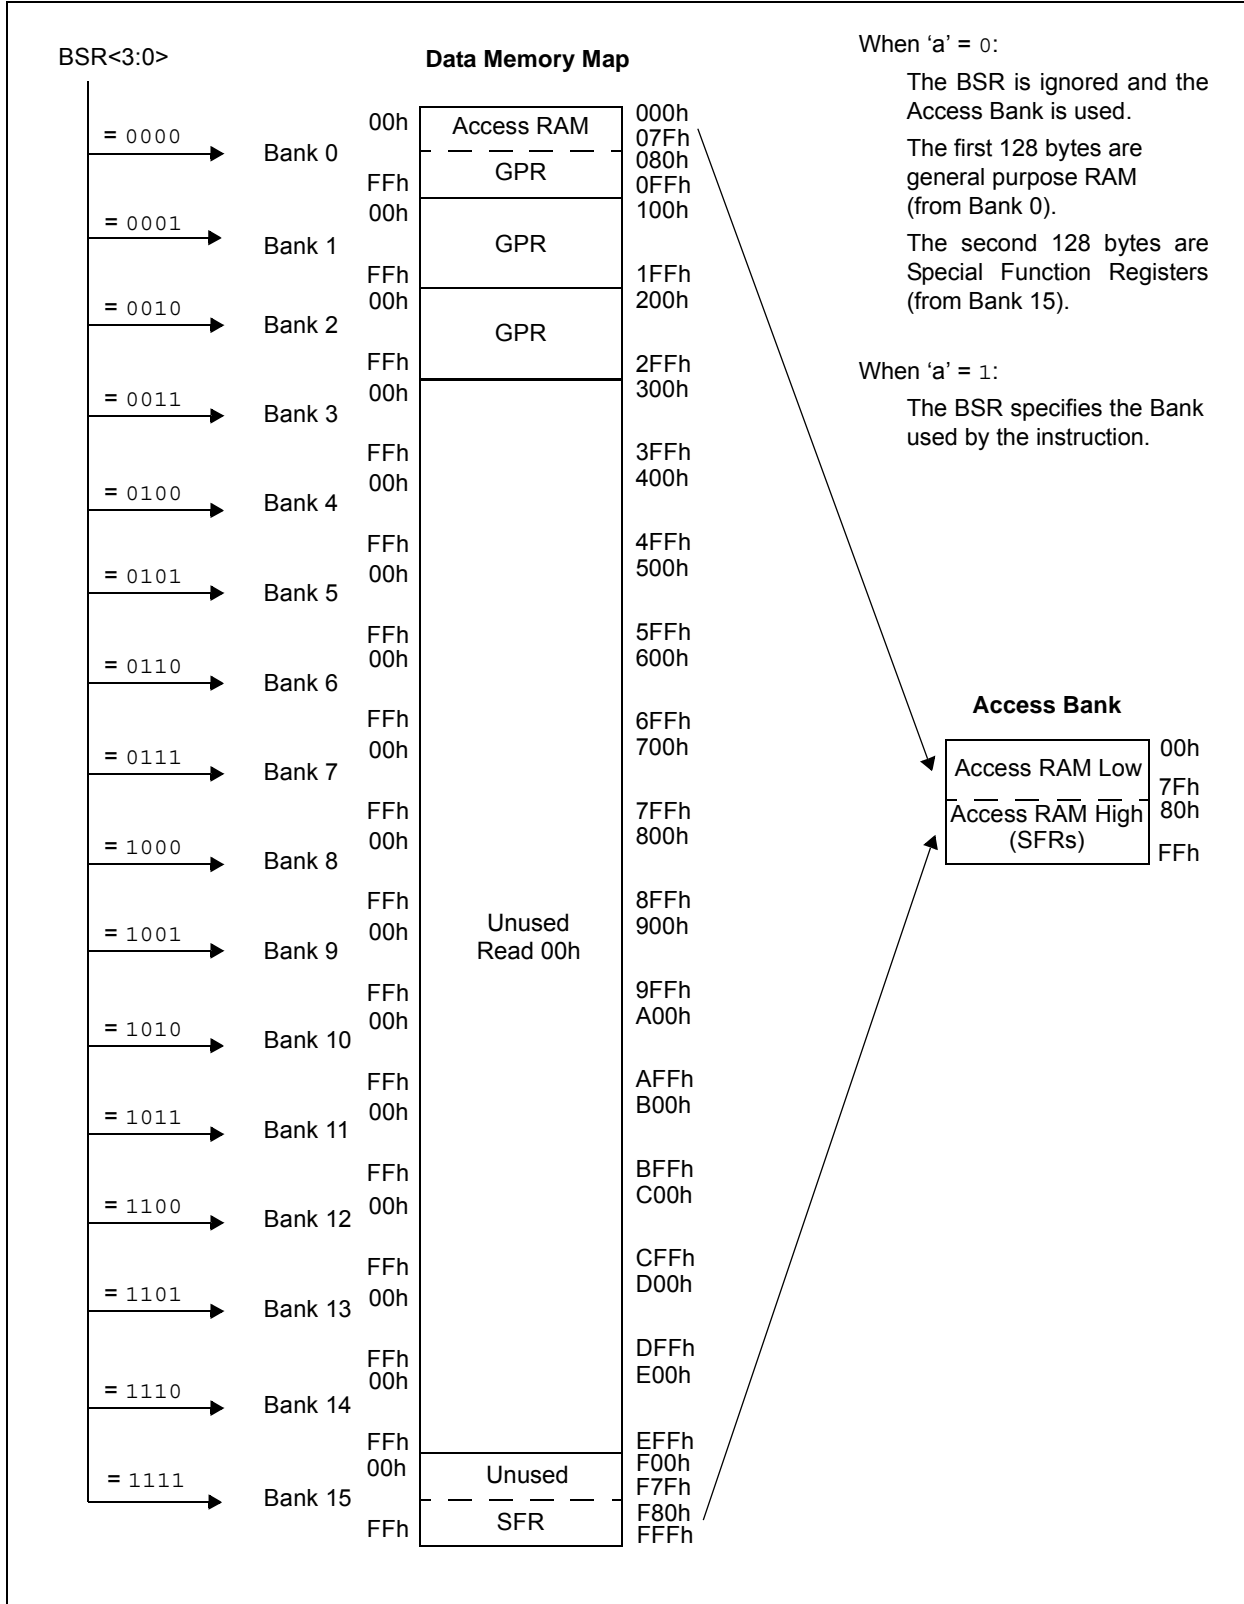 BSR<3:0>
Data Memory Map
When ‘a’ = 0:
The BSR is ignored and the
Access Bank is used.
The first 128 bytes are
general purpose RAM
(from Bank 0).
The second 128 bytes are
Special Function Registers
(from Bank 15).
When ‘a’ = 1:
The BSR specifies the Bank
used by the instruction.
= 0000
Bank 0
00h
FFh
Access RAM
GPR
000h
07Fh
080h
0FFh
= 0001
Bank 1
00h
FFh
GPR
100h
1FFh
= 0010
Bank 2
00h
FFh
GPR
200h
2FFh
= 0011
Bank 3
00h
FFh
300h
3FFh
= 0100
Bank 4
00h
FFh
400h
4FFh
= 0101
Bank 5
00h
FFh
500h
5FFh
= 0110
Bank 6
00h
FFh
600h
6FFh
= 0111
Bank 7
00h
FFh
700h
7FFh
= 1000
Bank 8
00h
FFh
800h
8FFh
= 1001
Bank 9
00h
FFh
Unused
Read 00h
900h
9FFh
= 1010
Bank 10
00h
FFh
A00h
AFFh
= 1011
Bank 11
00h
FFh
B00h
BFFh
= 1100
Bank 12
00h
FFh
C00h
CFFh
= 1101
Bank 13
00h
FFh
D00h
DFFh
= 1110
Bank 14
00h
FFh
E00h
EFFh
= 1111
Bank 15
00h
FFh
Unused
SFR
F00h
F7Fh
F80h
FFFh
Access Bank
Access RAM Low
Access RAM High
(SFRs)
00h
7Fh
80h
FFh